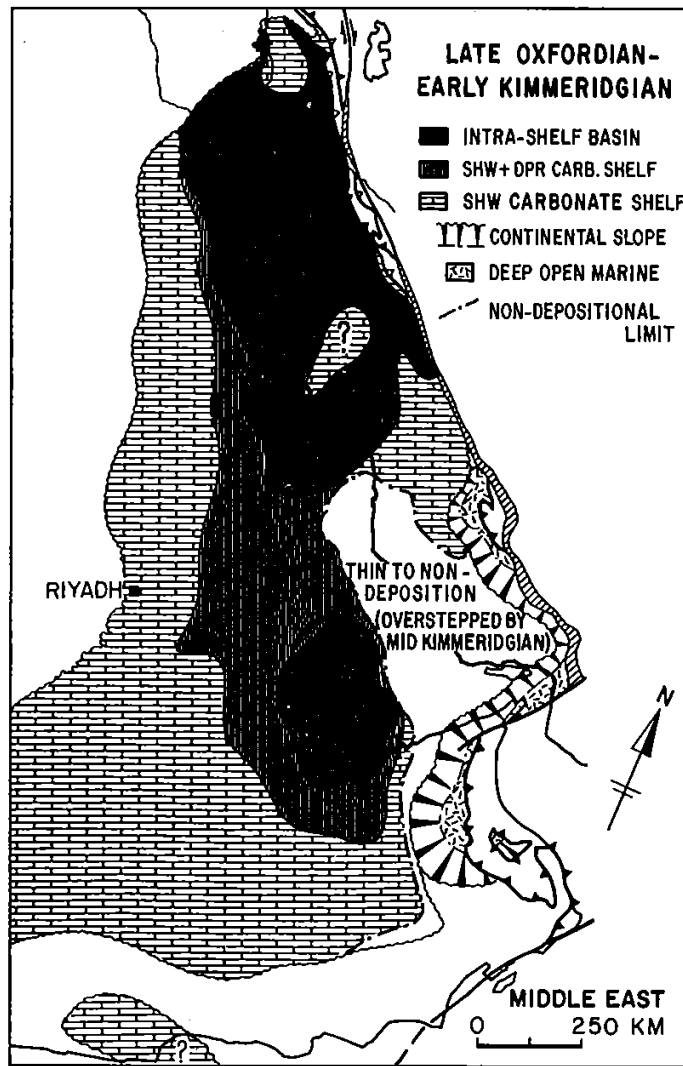 LATE OXFORDIAN-
EARLY KIMMERIDGIAN
INTRA-SHELF BASIN
SHW+DPR CARB. SHELF
SHW CARBONATE SHELF
CONTINENTAL SLOPE
DEEP OPEN MARINE
NON-DEPOSITIONAL
LIMIT
?
RIYADH
THIN TO NON-
DEPOSITION
(OVERSTEPPED BY
MID KIMMERIDGIAN)
N
MIDDLE EAST
0 250 KM
?